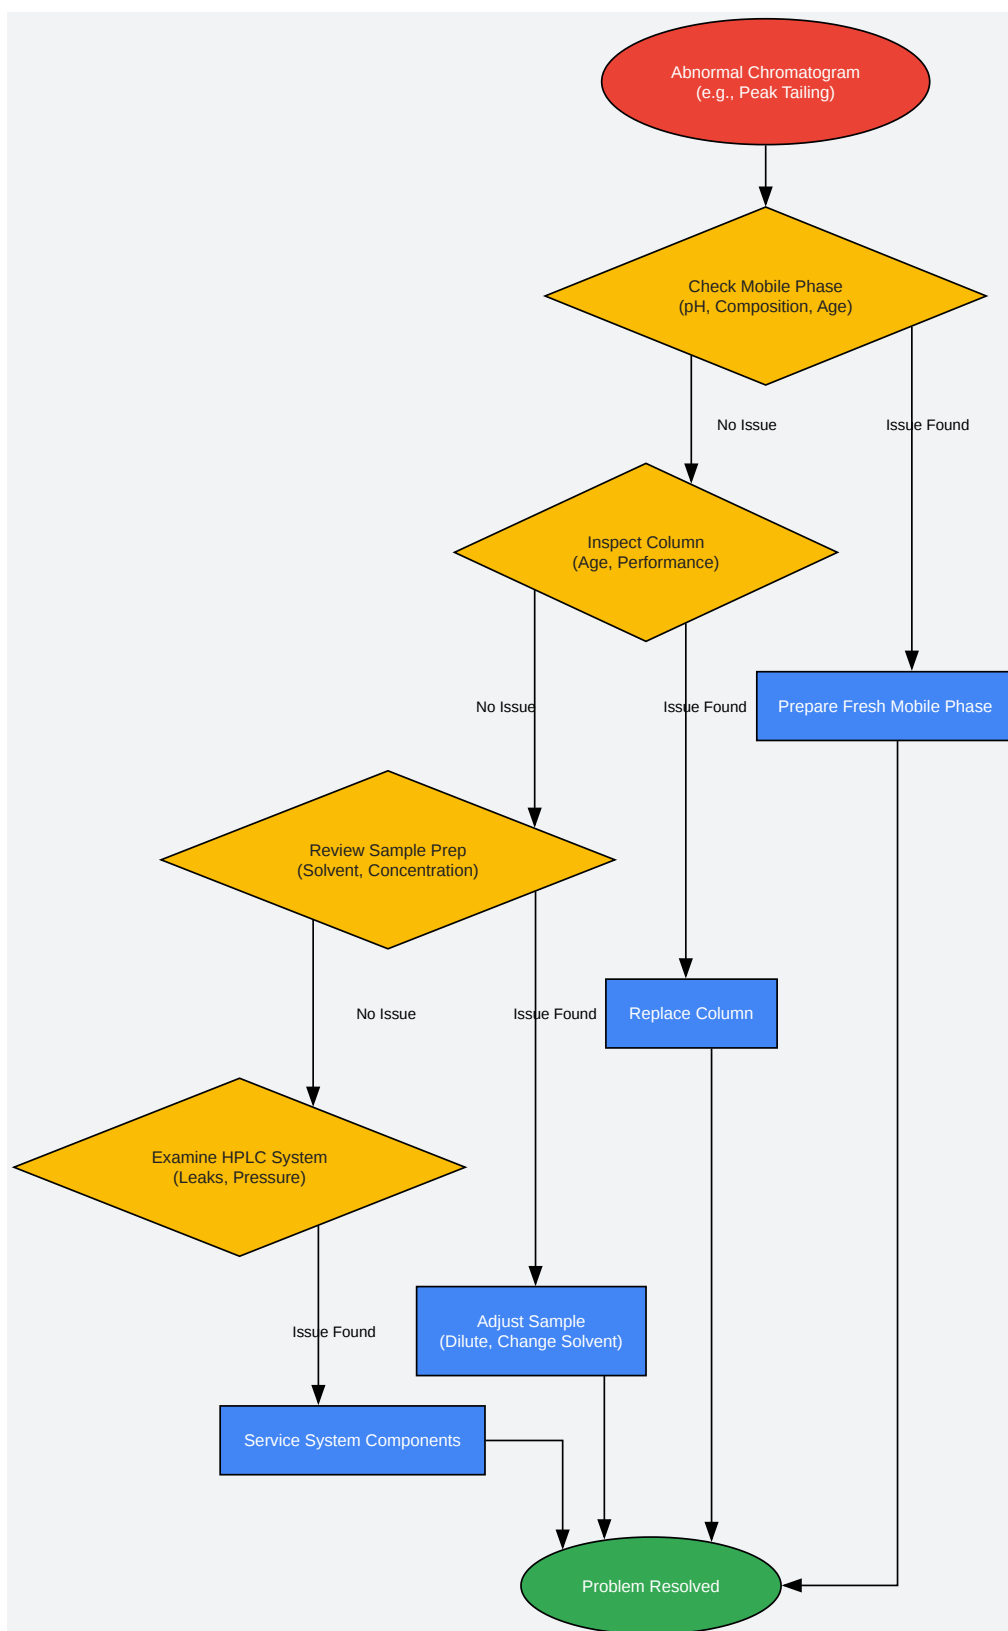 Abnormal Chromatogram
(e.g., Peak Tailing)
Check Mobile Phase
(pH, Composition, Age)
No Issue
Issue Found
Inspect Column
(Age, Performance)
No Issue
Issue Found
Prepare Fresh Mobile Phase
Review Sample Prep
(Solvent, Concentration)
No Issue
Issue Found
Replace Column
Examine HPLC System
(Leaks, Pressure)
Issue Found
Adjust Sample
(Dilute, Change Solvent)
Service System Components
Problem Resolved